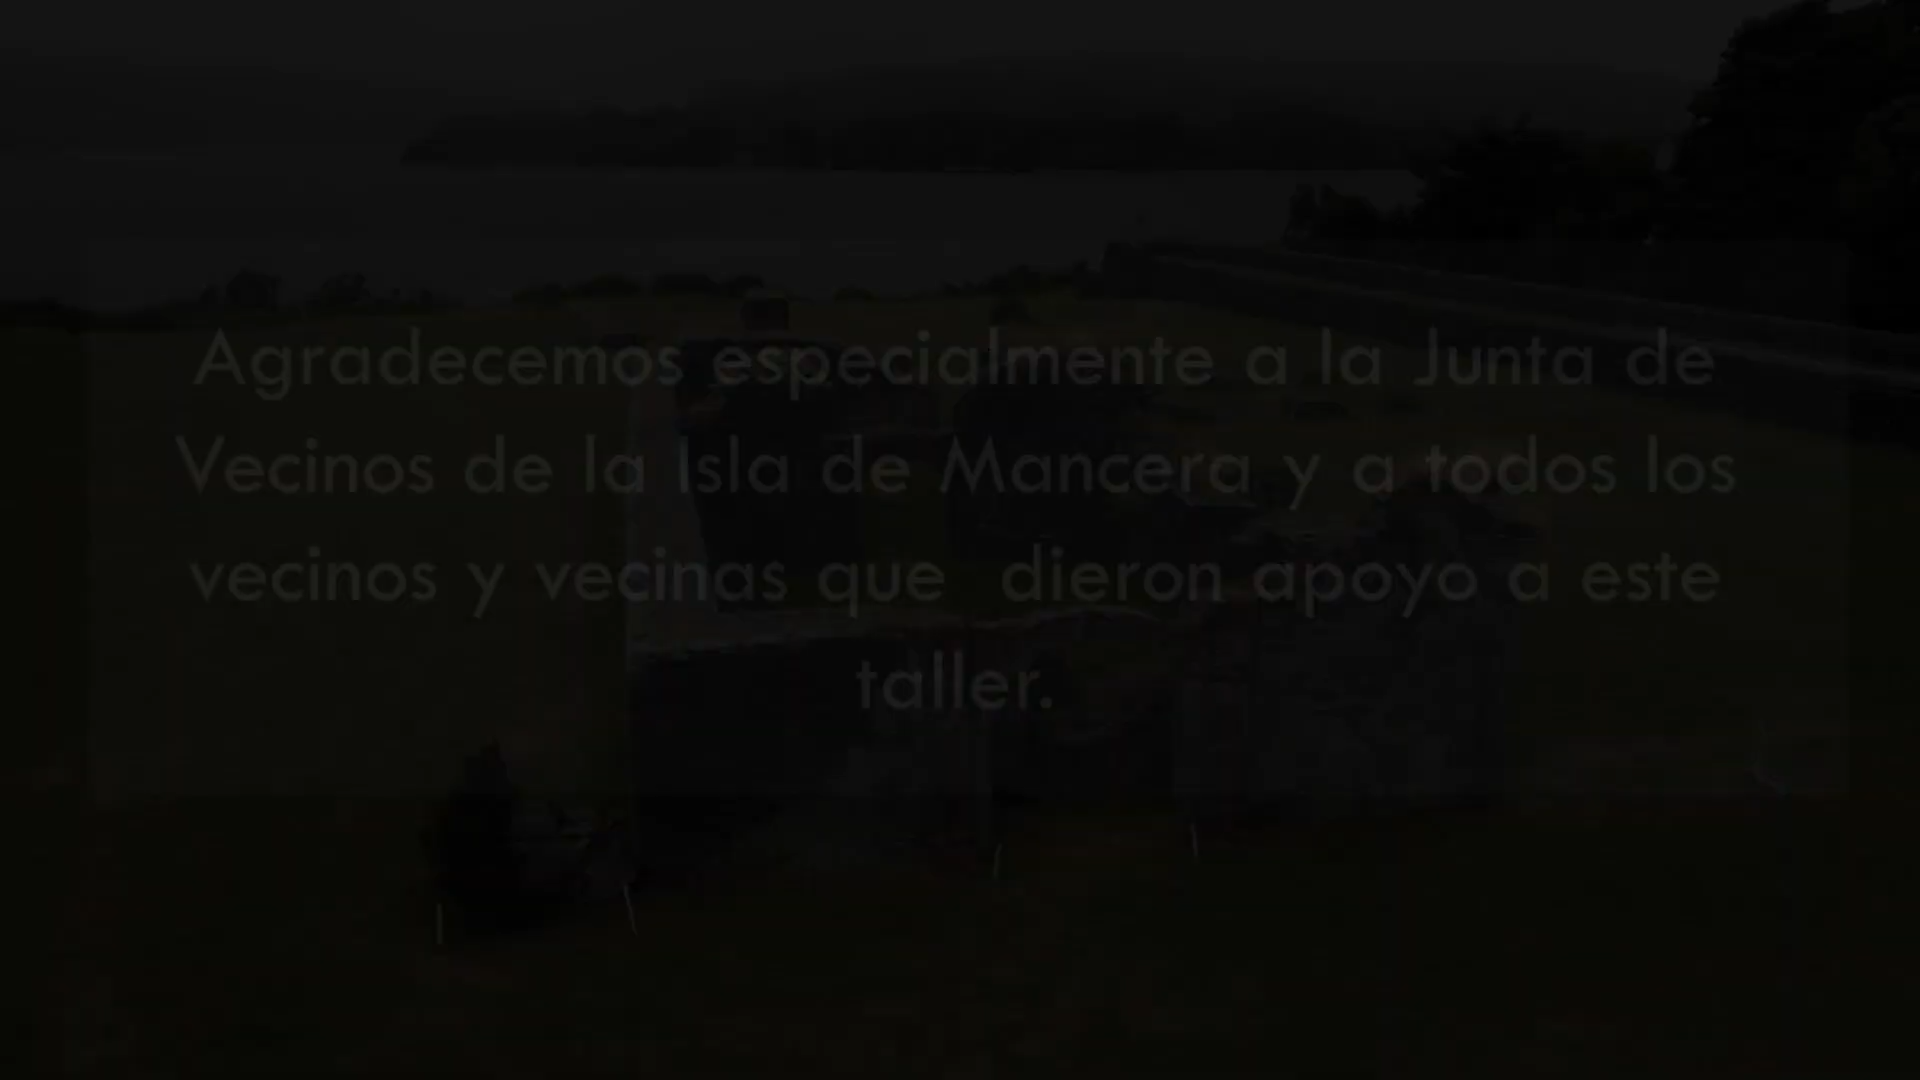 Agradecemos especialmente a la Junta de
Vecinos de la Isla de Mancera y a todos los
vecinos y vecinas que  dieron apoyo a este
taller.